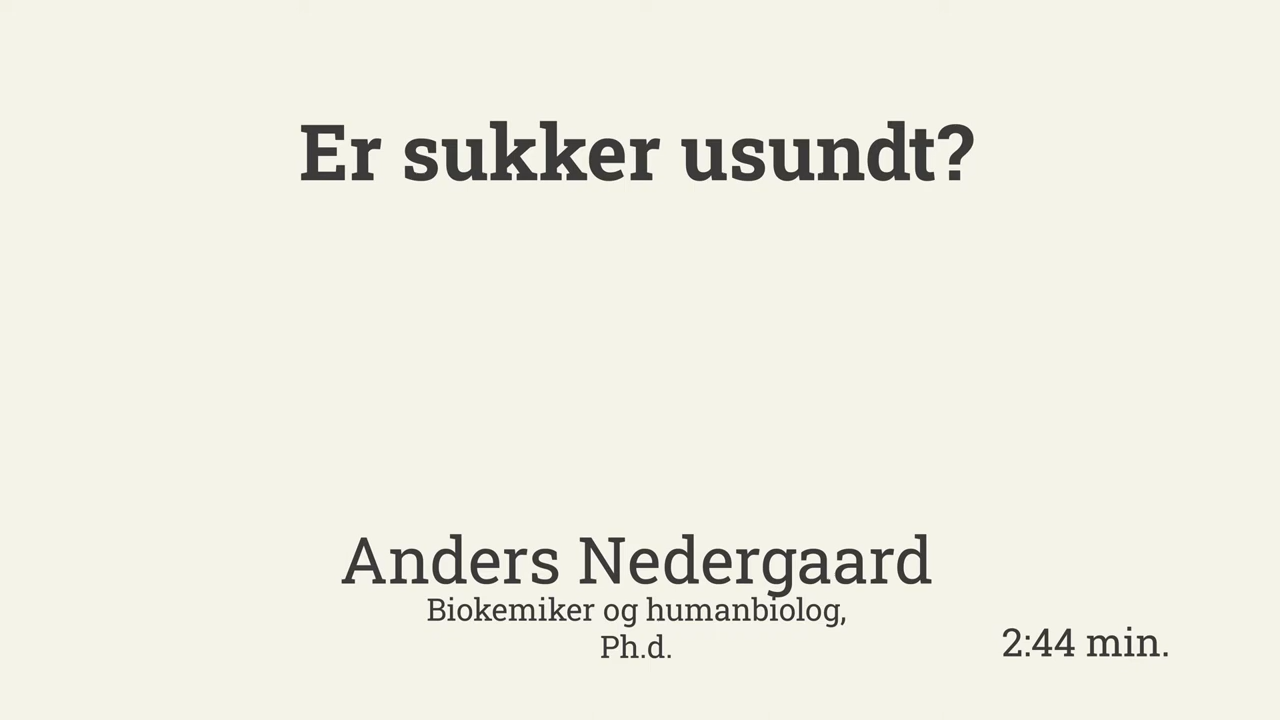 Er sukker usundt?
Anders Nedergaard
Biokemiker og humanbiolog,
Ph.d.
2:44 min.